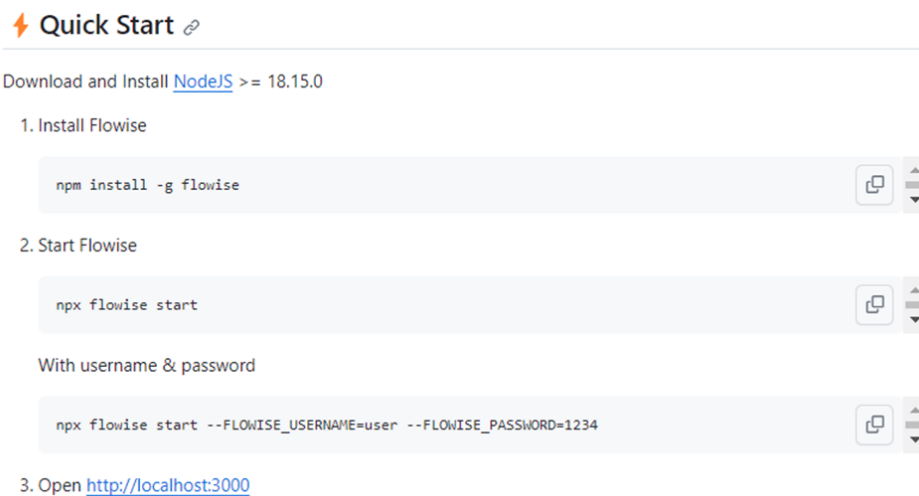 Quick Start
Download and Install NodeJS >= 18.15.0
1. Install Flowise
npm install -g flowise
2. Start Flowise
npx flowise start
With username & password
npx flowise start --FLOWISE_USERNAME=user --FLOWISE_PASSWORD=1234
3. Open http://localhost:3000